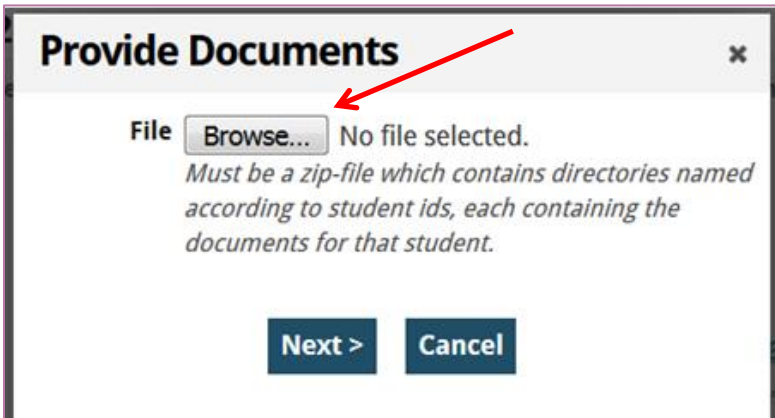 Provide Documents ×
File Browse... No file selected.
Must be a zip-file which contains directories named
according to student ids, each containing the
documents for that student.
Next > Cancel